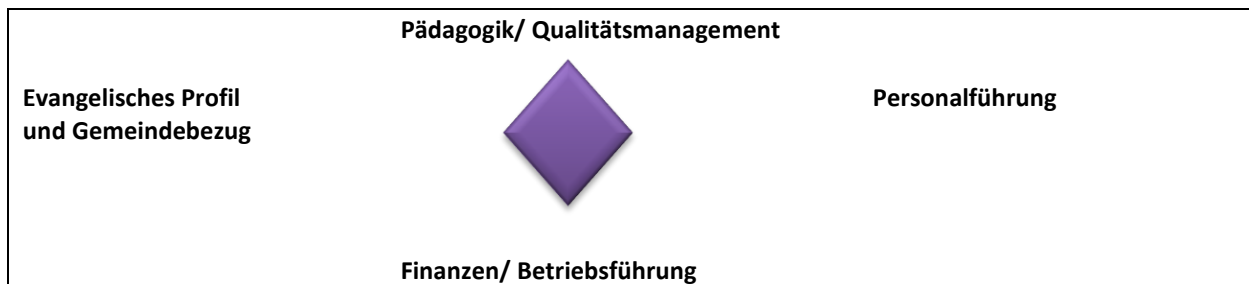 Pädagogik/ Qualitätsmanagement
Evangelisches Profil
und Gemeindebezug
Personalführung
Finanzen/ Betriebsführung